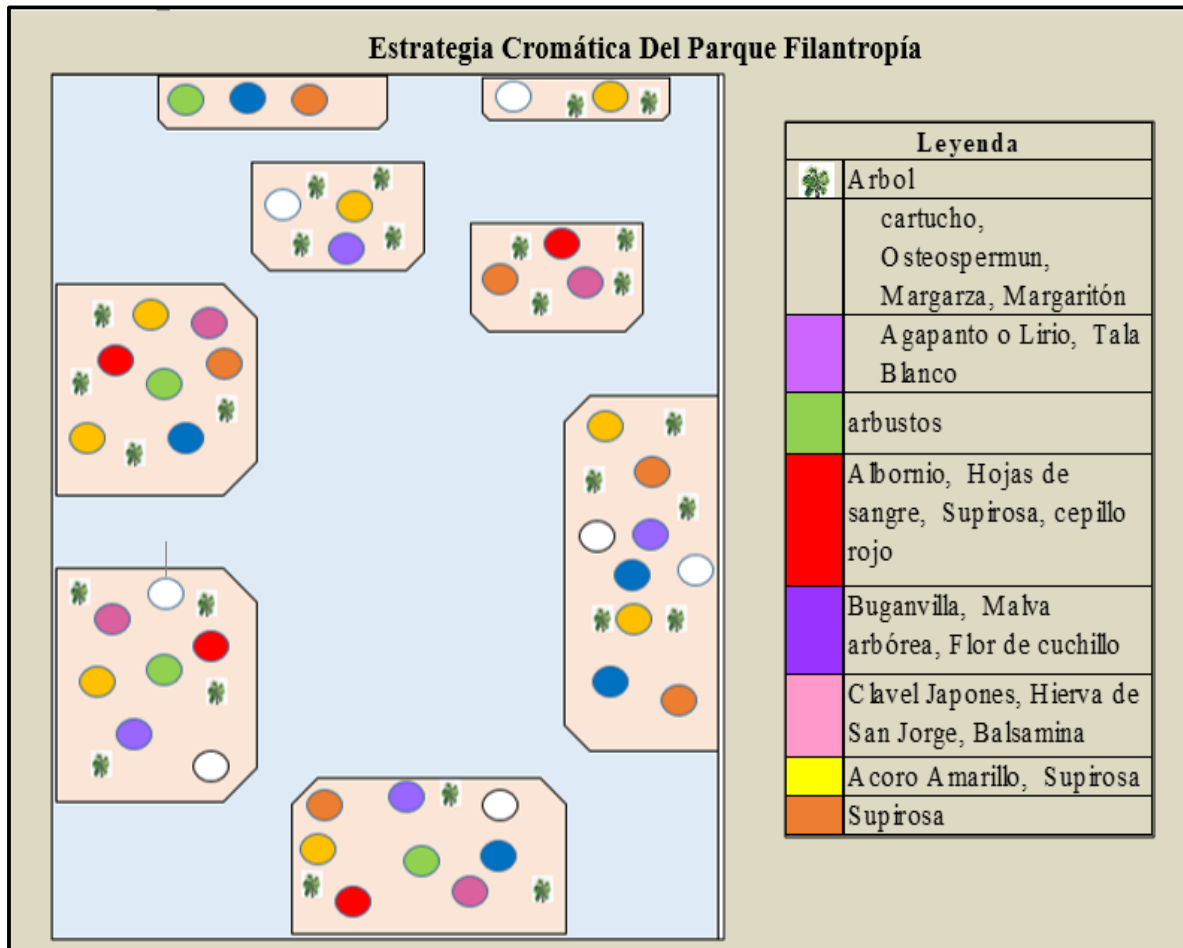 Estrategia Cromática Del Parque Filantropía
Leyenda
Arbol
cartucho,
Osteospermun,
Margarza, Margaritón
Agapanto o Lirio, Tala
Blanco
arbustos
Albornio, Hojas de
sangre, Supirosa, cepillo
rojo
Buganvilla, Malva
arbórea, Flor de cuchillo
Clavel Japones, Hierva de
San Jorge, Balsamina
Acoro Amarillo, Supirosa
Supirosa